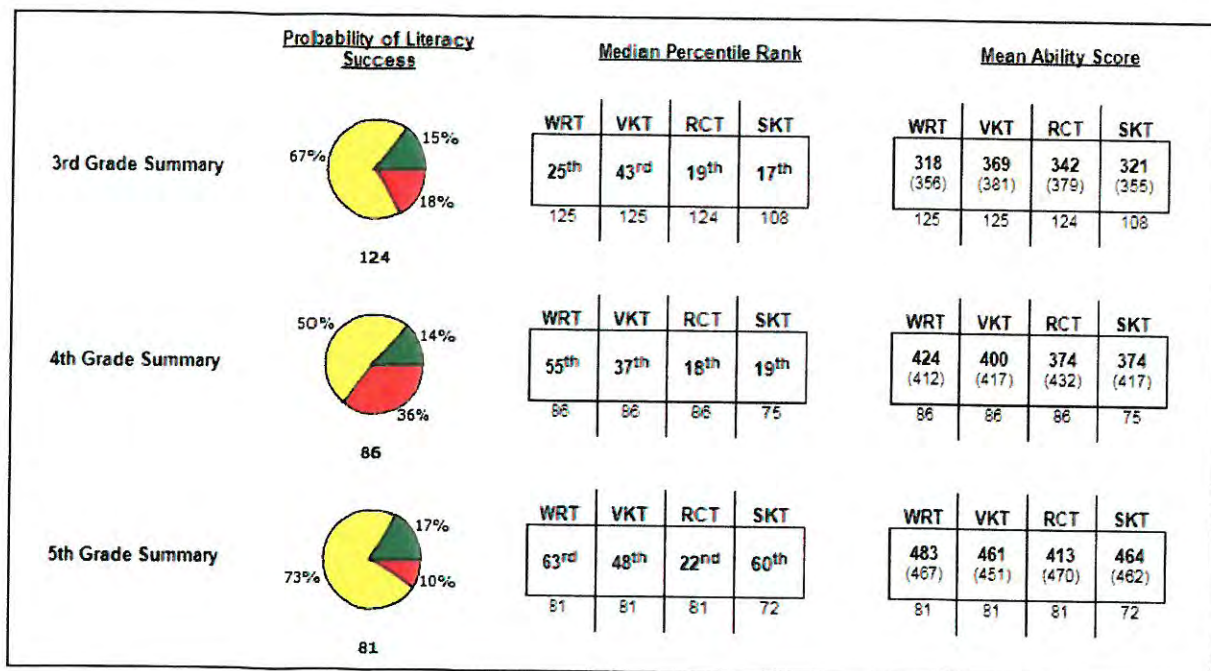 Probability of Literacy
Success
Median Percentile Rank
Mean Ability Score
3rd Grade Summary
67%
15%
18%
124
WRT VKT RCT SKT
25th 43rd 19th 17th
125 125 124 108
WRT VKT RCT SKT
318 369 342 321
(356) (381) (379) (355)
125 125 124 108
4th Grade Summary
50%
14%
36%
86
WRT VKT RCT SKT
55th 37th 18th 19th
86 86 86 75
WRT VKT RCT SKT
424 400 374 374
(412) (417) (432) (417)
86 86 86 75
5th Grade Summary
73%
17%
10%
81
WRT VKT RCT SKT
63rd 48th 22nd 60th
81 81 81 72
WRT VKT RCT SKT
483 461 413 464
(467) (451) (470) (462)
81 81 81 72